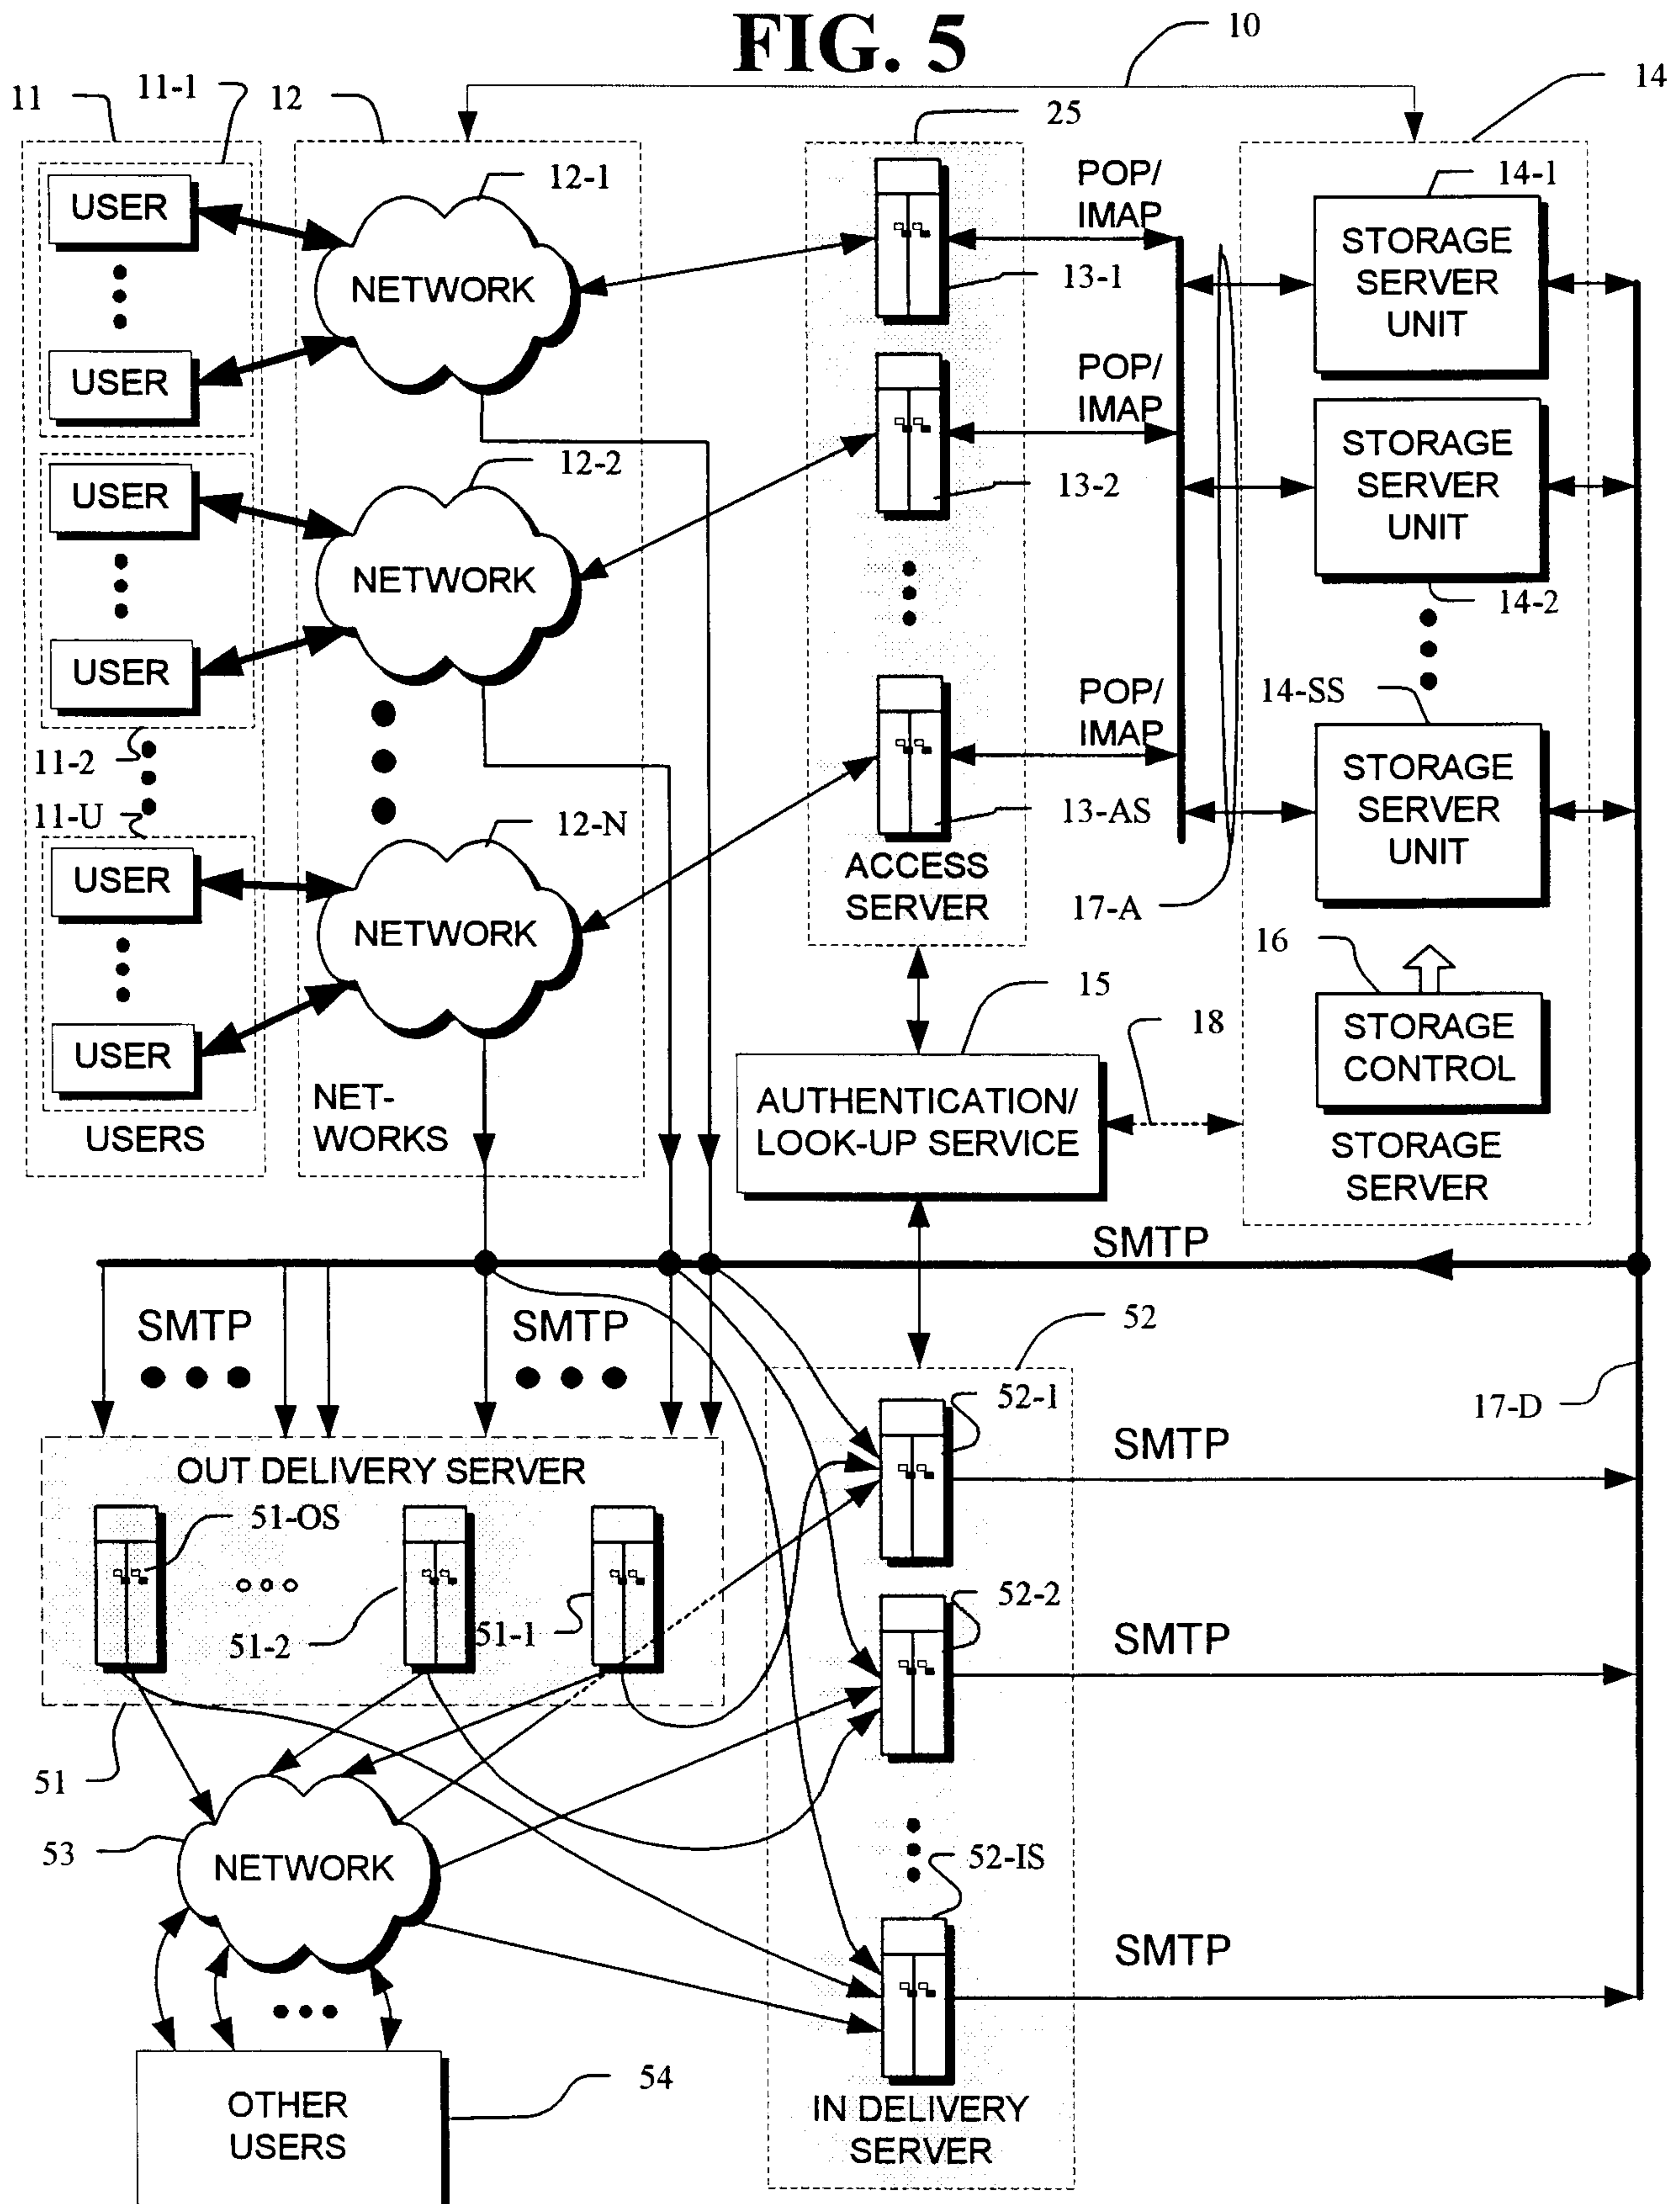 FIG. 5
10
11
11-1
12
25
14
USER
USER
12-1
NETWORK
POP/
IMAP
13-1
14-1
STORAGE
SERVER
UNIT
USER
USER
12-2
NETWORK
POP/
IMAP
13-2
STORAGE
SERVER
UNIT
14-2
11-2
11-U
USER
USER
USERS
12-N
NETWORK
NET-
WORKS
POP/
IMAP
13-AS
ACCESS
SERVER
17-A
14-SS
STORAGE
SERVER
UNIT
16
STORAGE
CONTROL
STORAGE
SERVER
15
AUTHENTICATION/
LOOK-UP SERVICE
18
SMTP
SMTP
SMTP
52
17-D
OUT DELIVERY SERVER
51-OS
51-2
51-1
51
52-1
SMTP
52-2
SMTP
53
NETWORK
52-IS
SMTP
IN DELIVERY
SERVER
54
OTHER
USERS